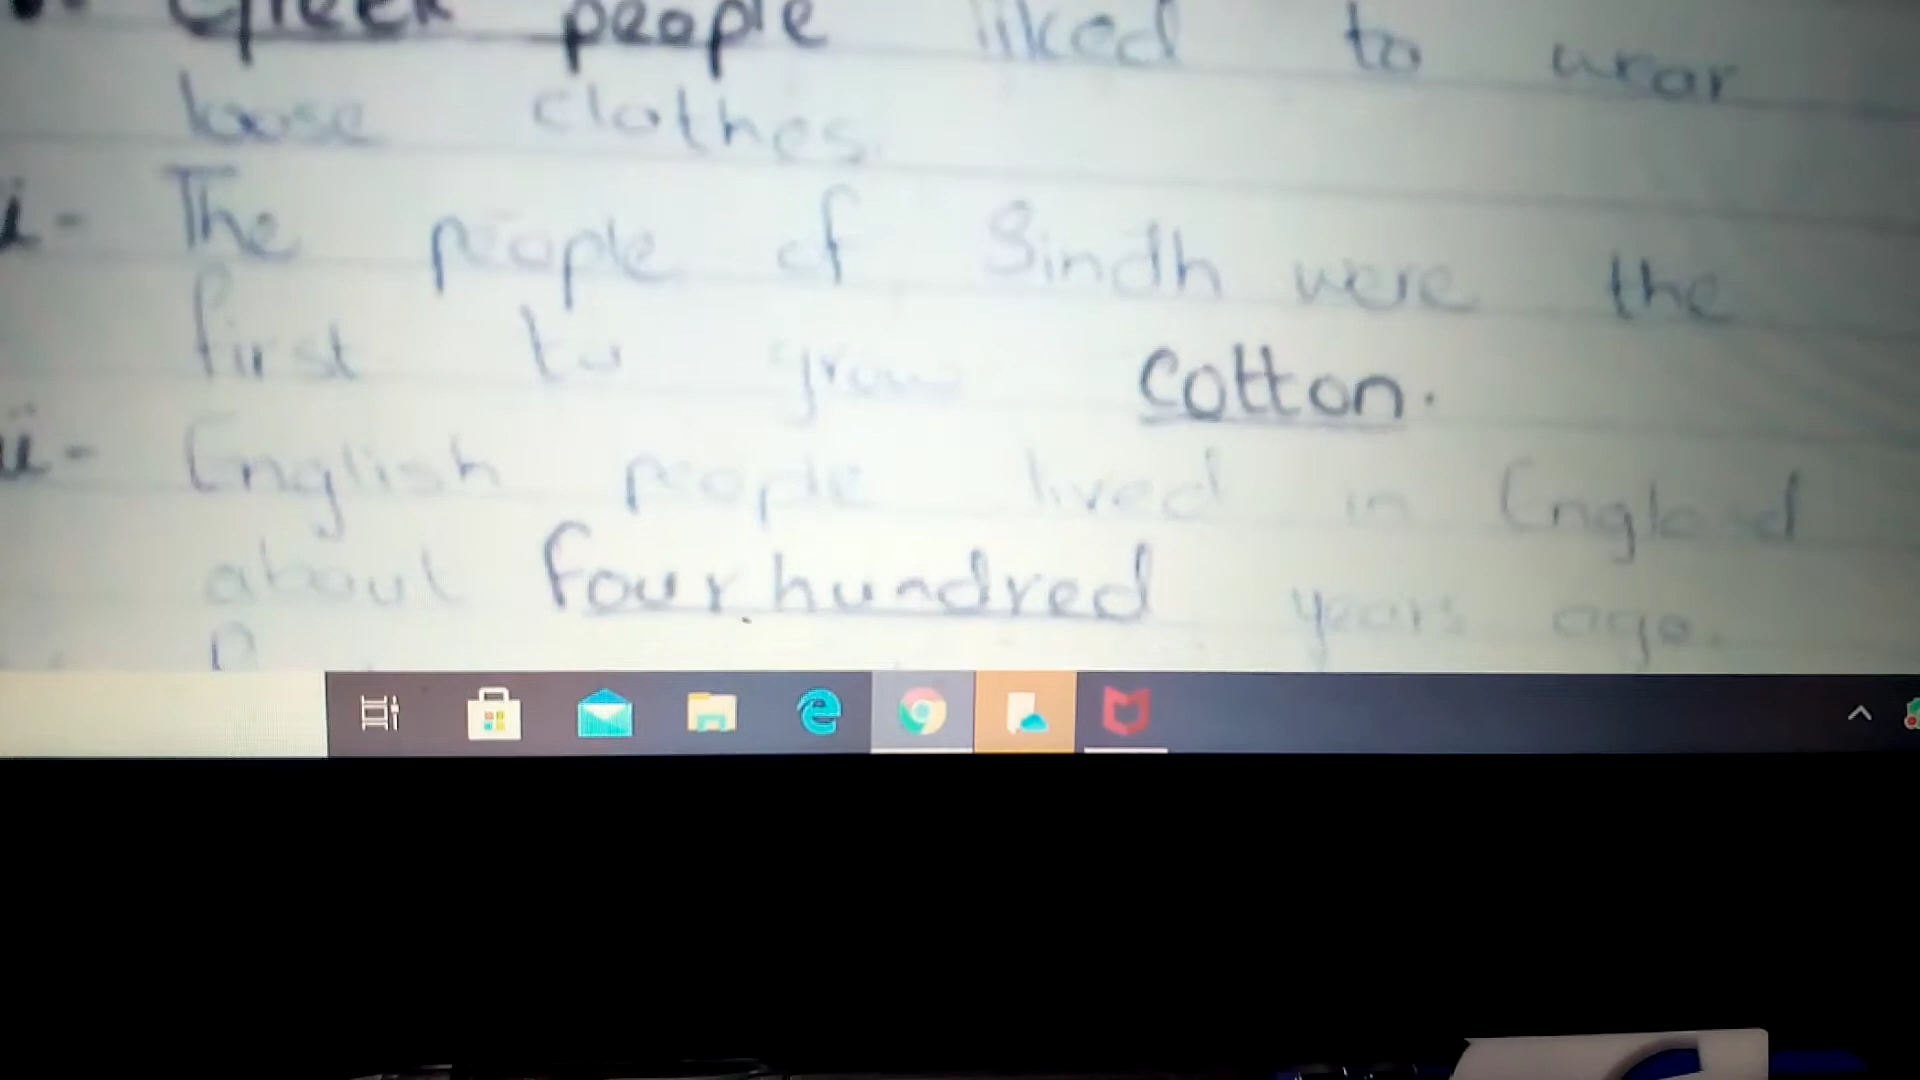 Greek people liked to wear
loose clothes.
i- The people of Sindh were the
first to grow cotton.
ii- English people lived in England
about four hundred years ago.